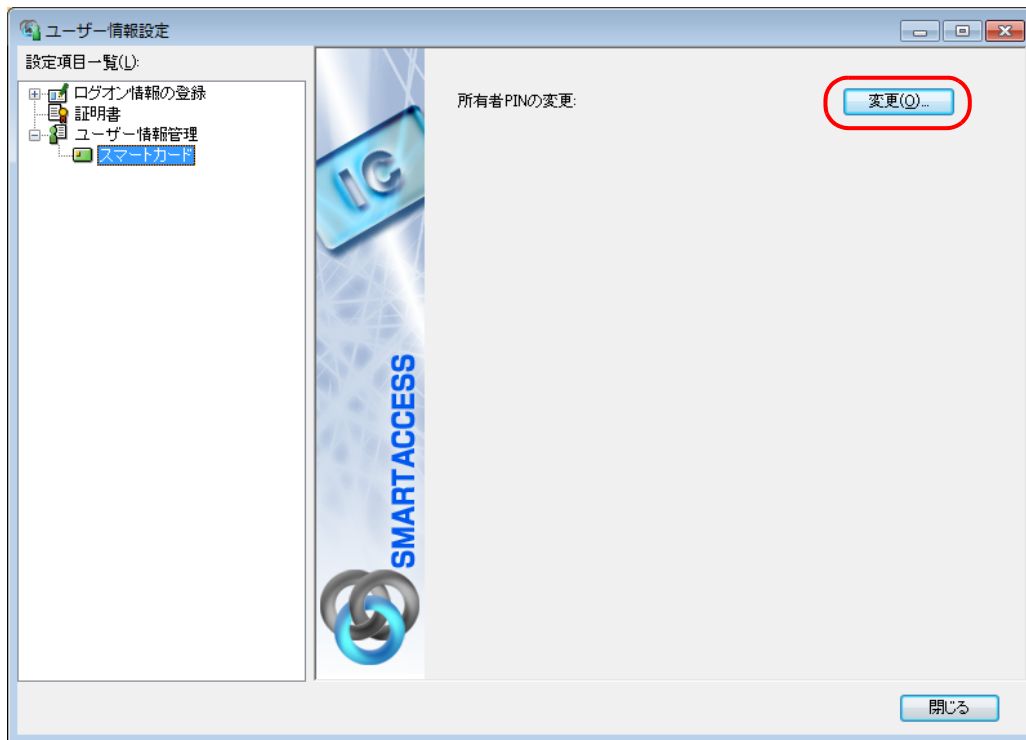 ユーザー情報設定
設定項目一覧(L):
ログオン情報の登録
証明書
ユーザー情報管理
スマートカード
所有者PINの変更:
変更(O)...
IC
SMARTACCESS
閉じる